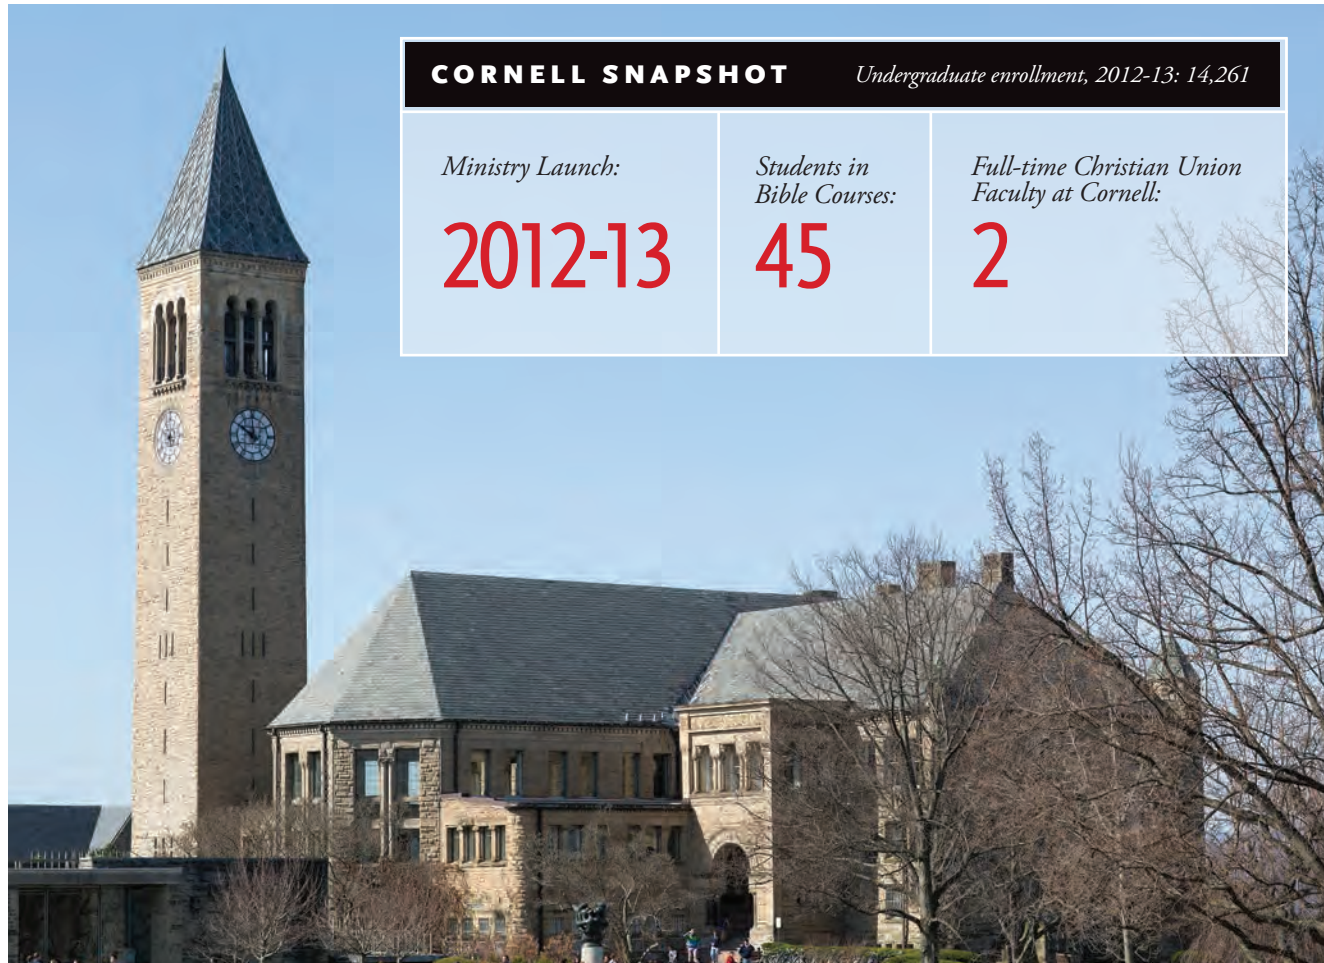 CORNELL SNAPSHOT Undergraduate enrollment, 2012-13: 14,261
Ministry Launch:
2012-13
Students in
Bible Courses:
45
Full-time Christian Union
Faculty at Cornell:
2